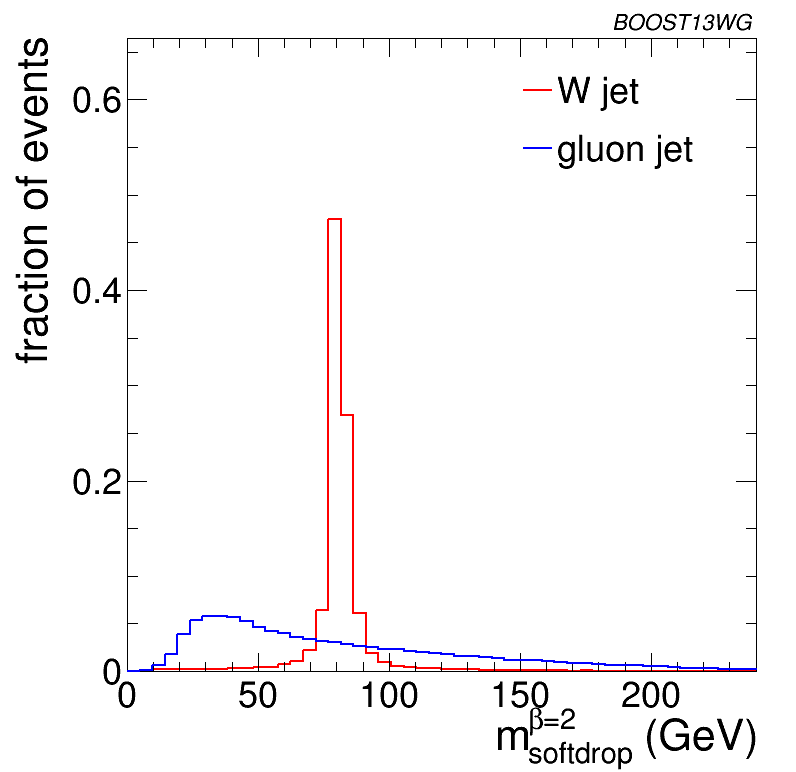 BOOST13WG
fraction of events
0.6
0.4
0.2
0
W jet
gluon jet
0 50 100 150 200
m^{β=2}_{softdrop} (GeV)